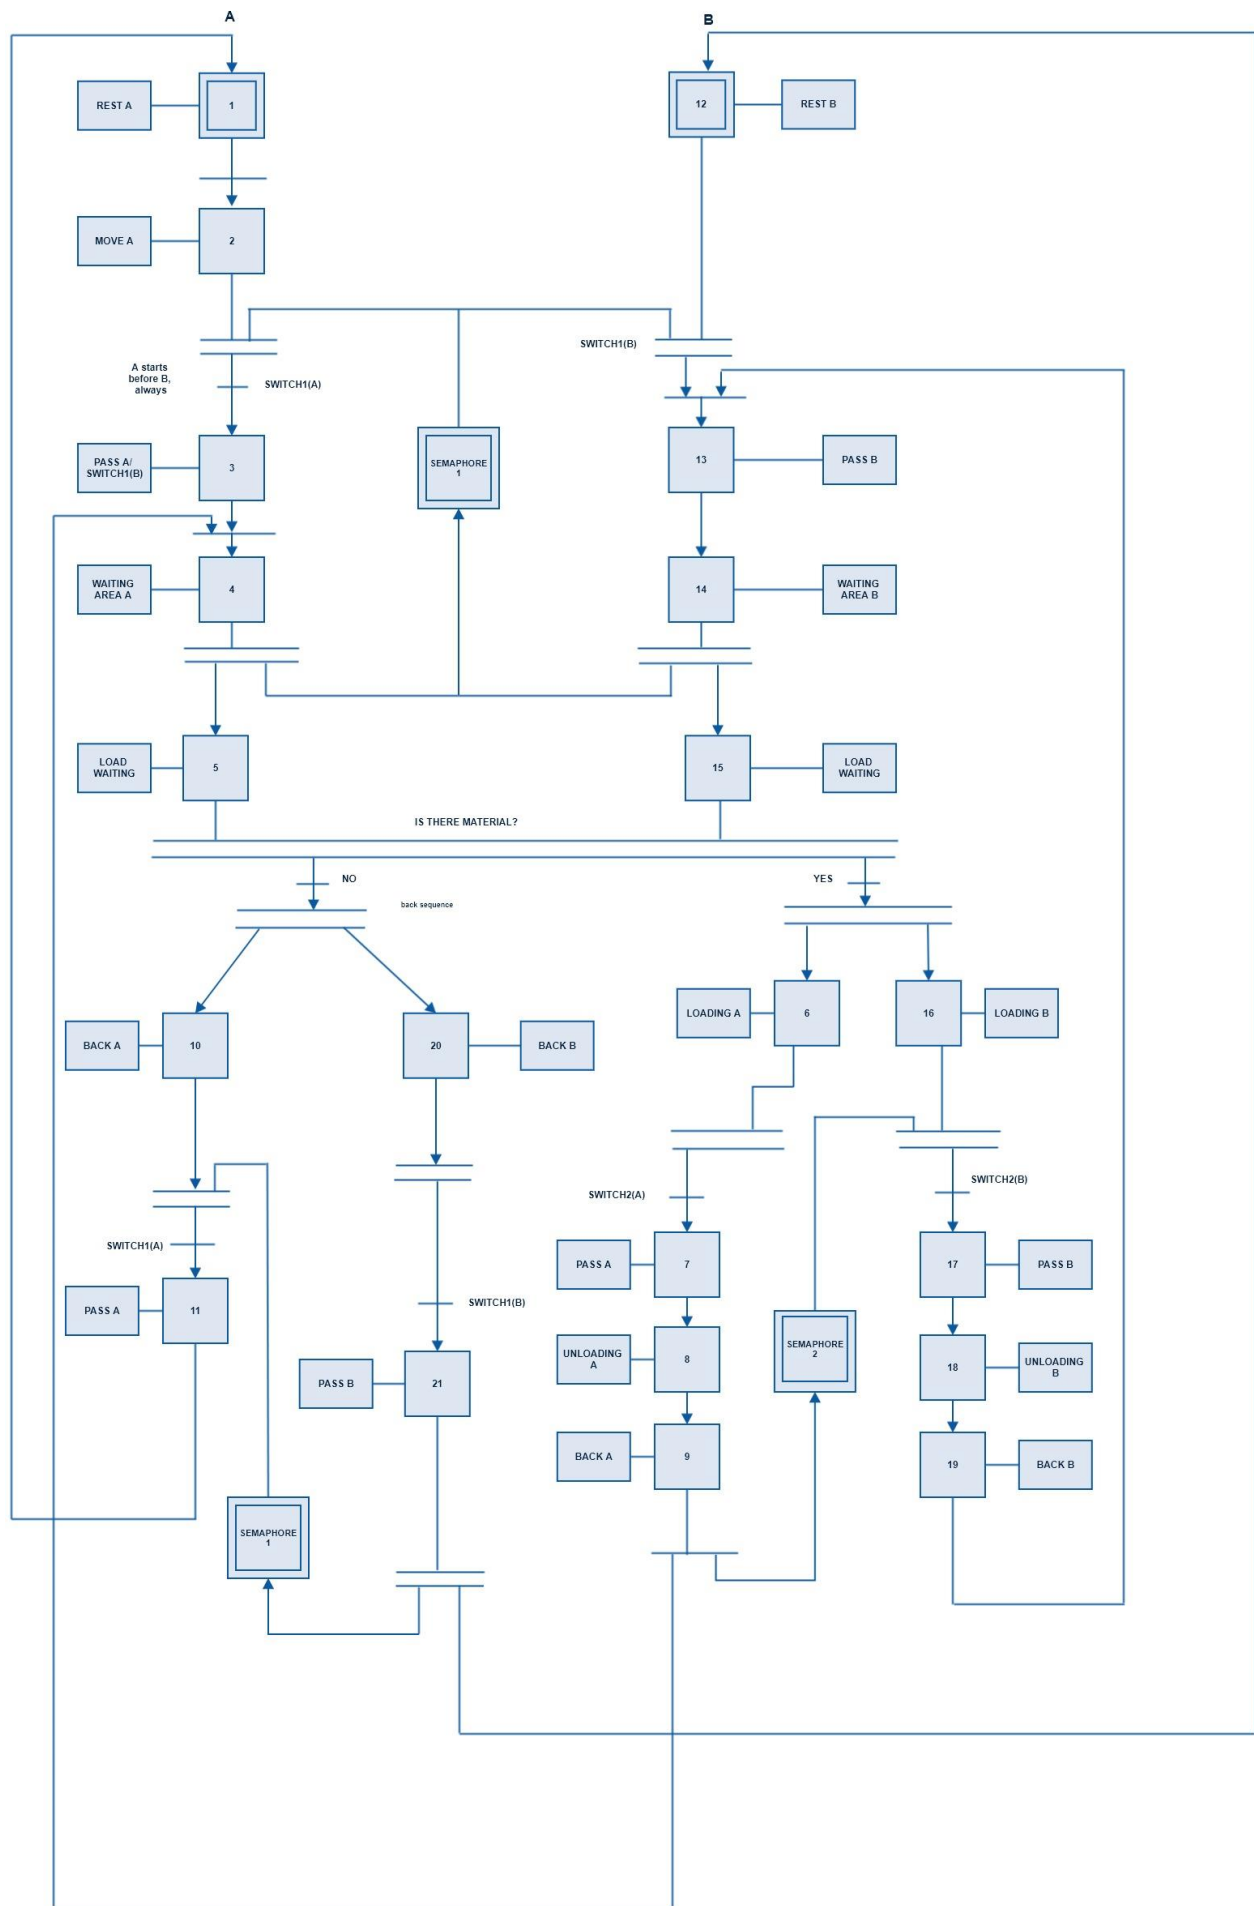 A
B
REST A
1
12
REST B
MOVE A
2
SWITCH1(B)
A starts
before B,
always
SWITCH1(A)
PASS A/
SWITCH1(B)
3
SEMAPHORE
1
13
PASS B
WAITING
AREA A
4
14
WAITING
AREA B
LOAD
WAITING
5
15
LOAD
WAITING
IS THERE MATERIAL?
NO
YES
back sequence
LOADING A
6
16
LOADING B
BACK A
10
20
BACK B
SWITCH2(A)
SWITCH2(B)
SWITCH1(A)
PASS A
7
17
PASS B
PASS A
11
SWITCH1(B)
UNLOADING
A
8
SEMAPHORE
2
18
UNLOADING
B
PASS B
21
BACK A
9
19
BACK B
SEMAPHORE
1